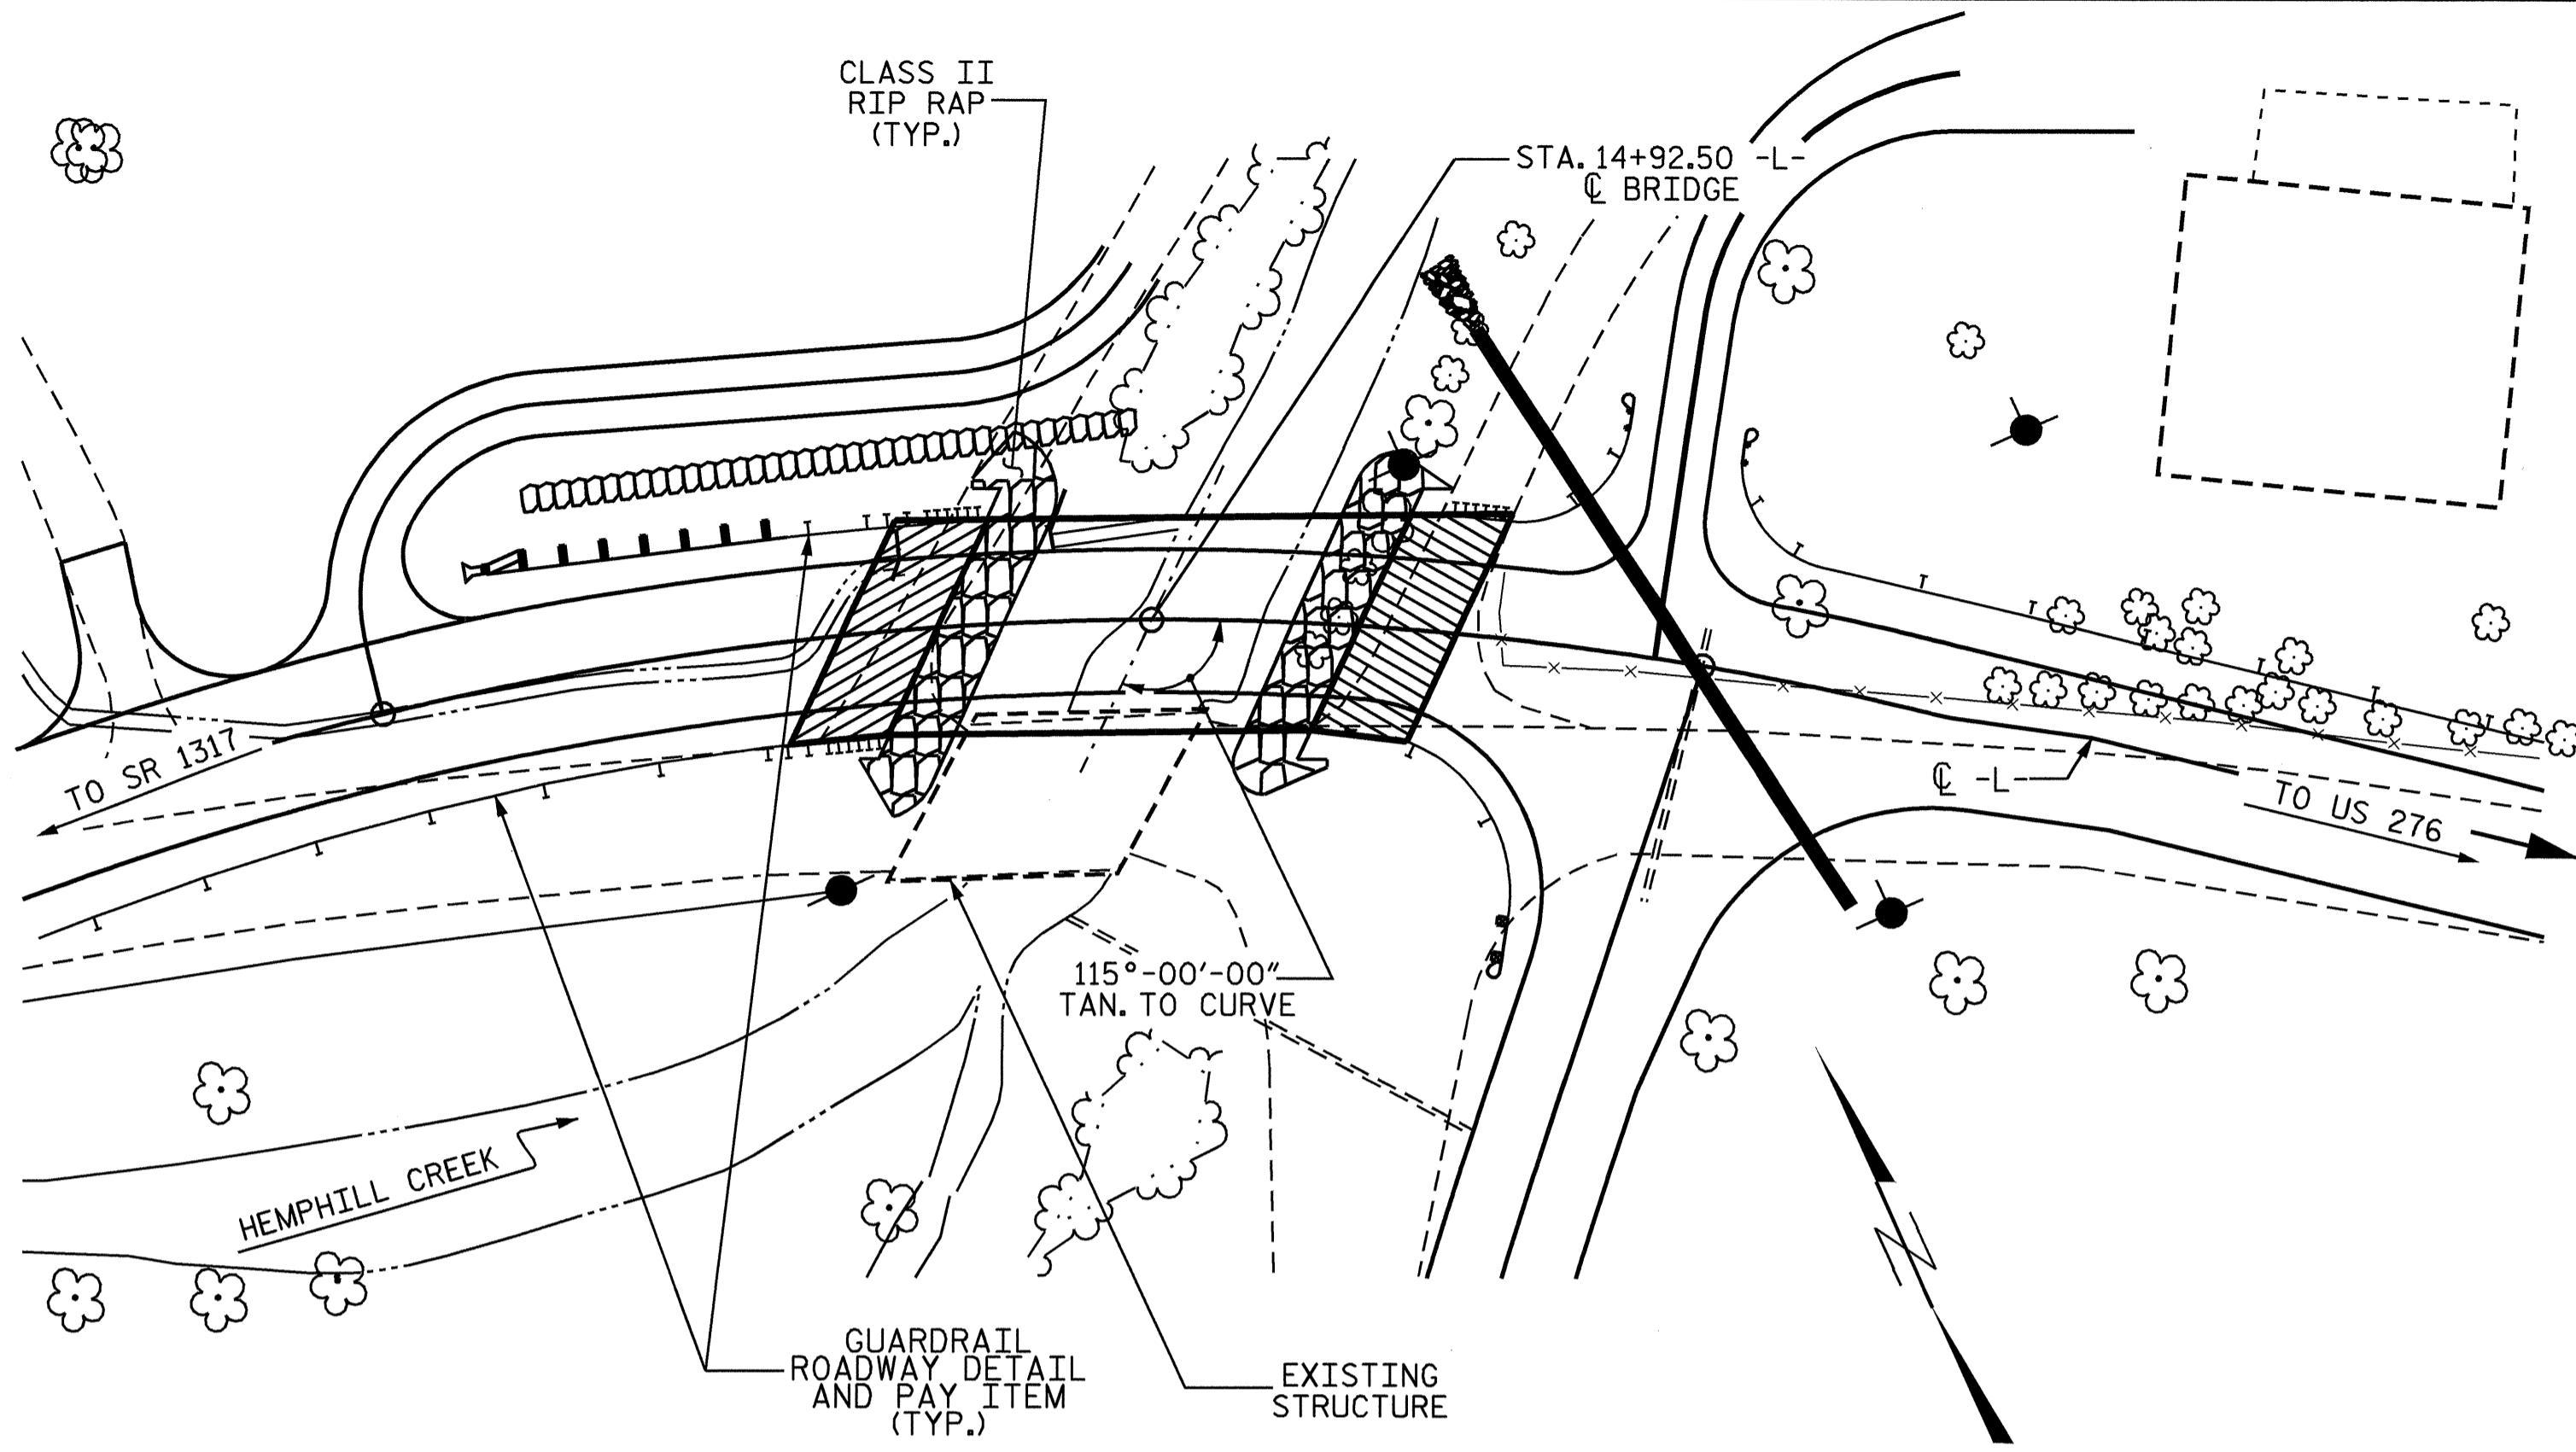 CLASS II
RIP RAP
(TYP.)
STA. 14+92.50 -L-
℄ BRIDGE
TO SR 1317
℄ -L-
TO US 276
115°-00'-00"
TAN. TO CURVE
HEMPHILL CREEK
N
GUARDRAIL
ROADWAY DETAIL
AND PAY ITEM
(TYP.)
EXISTING
STRUCTURE